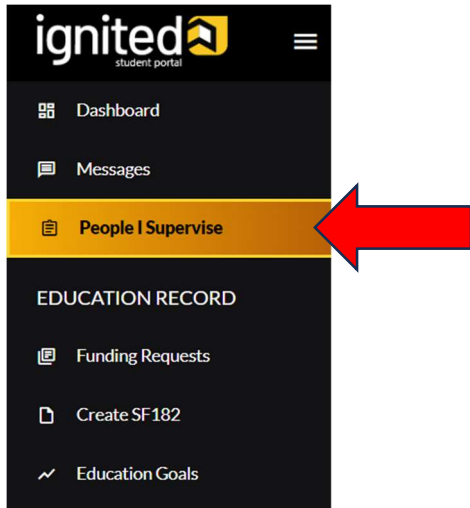 ignited
student portal
Dashboard
Messages
People I Supervise
EDUCATION RECORD
Funding Requests
Create SF182
Education Goals